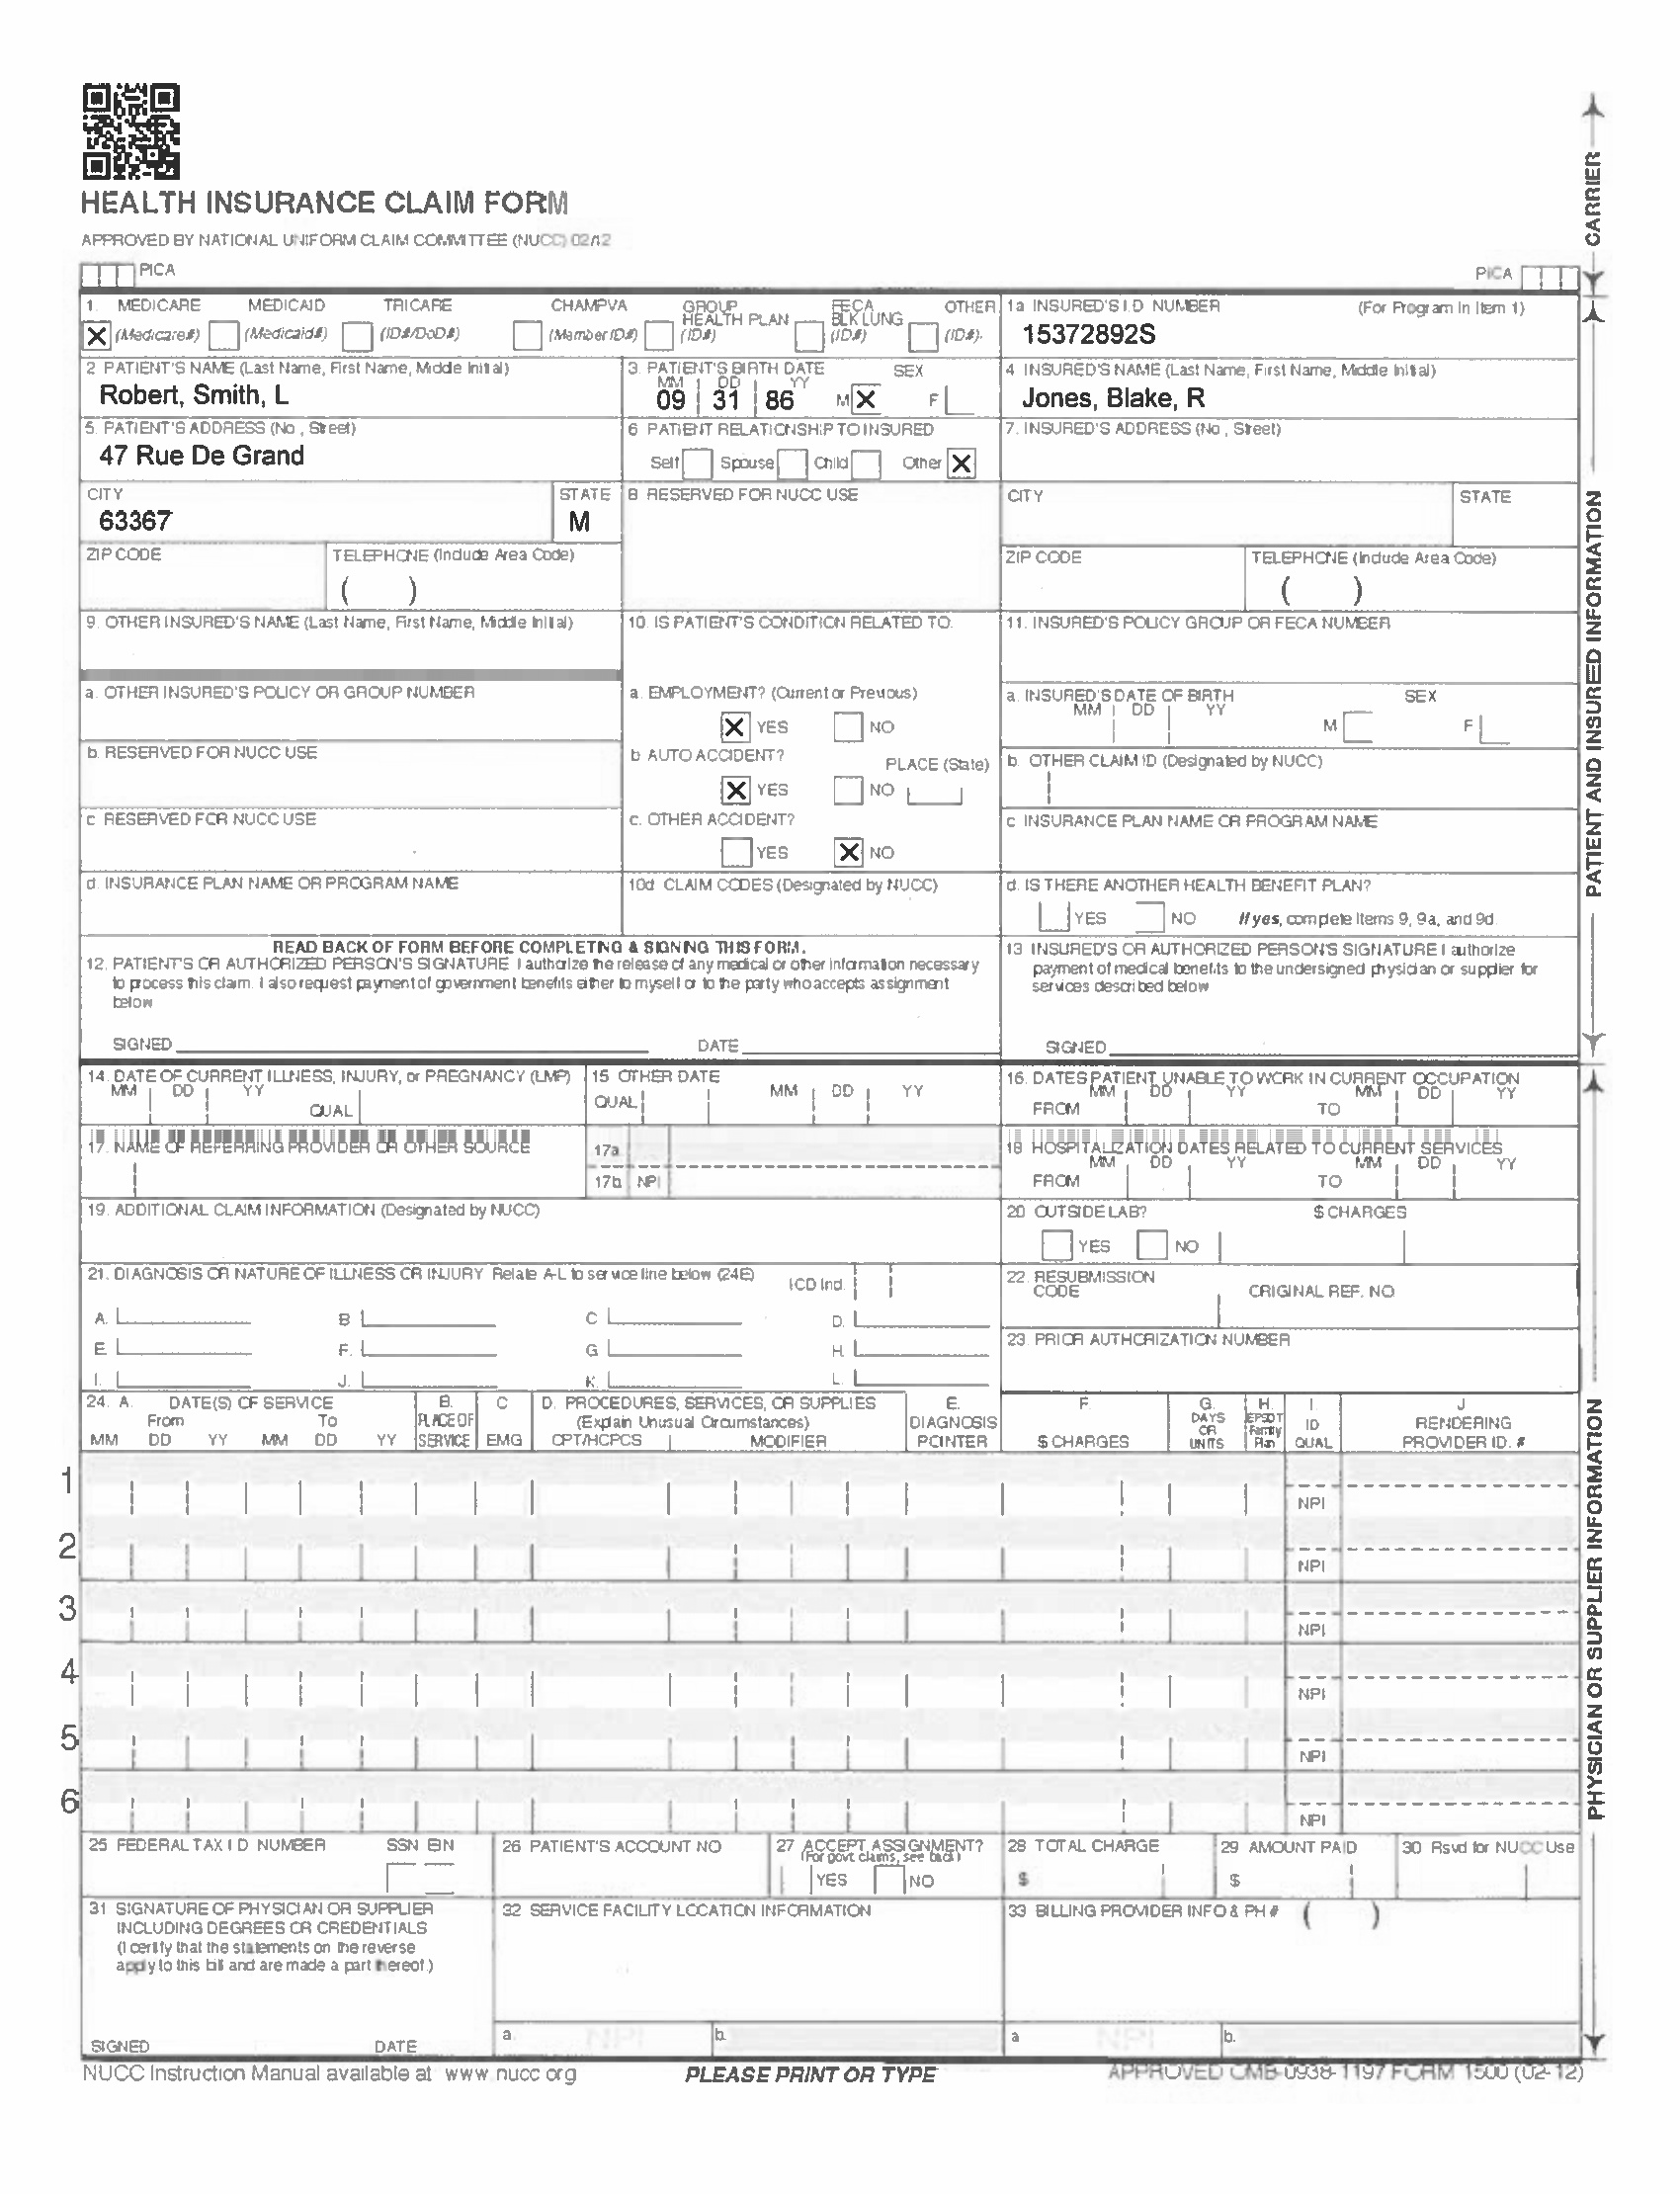 HEALTH INSURANCE CLAIM FORM
APPROVED BY NATIONAL UNIFORM CLAIM COMMITTEE (NUCC) 02/12
PICA PICA
CARRIER
1. MEDICARE MEDICAID TRICARE CHAMPVA GROUP HEALTH PLAN FECA BLK LUNG OTHER
X (Medicare#) (Medicaid#) (ID#/DoD#) (Member ID#) (ID#) (ID#) (ID#)
1a INSURED'S I.D NUMBER (For Program in Item 1)
15372892S
2 PATIENT'S NAME (Last Name, First Name, Middle Initial)
Robert, Smith, L
3. PATIENT'S BIRTH DATE SEX
MM DD YY
09 31 86 M X F
4 INSURED'S NAME (Last Name, First Name, Middle Initial)
Jones, Blake, R
5. PATIENT'S ADDRESS (No., Street)
47 Rue De Grand
6 PATIENT RELATIONSHIP TO INSURED
Self Spouse Child Other X
7. INSURED'S ADDRESS (No., Street)
CITY STATE
63367 M
8 RESERVED FOR NUCC USE
CITY STATE
ZIP CODE TELEPHONE (Include Area Code)
( )
ZIP CODE TELEPHONE (Include Area Code)
( )
9. OTHER INSURED'S NAME (Last Name, First Name, Middle Initial)
10. IS PATIENT'S CONDITION RELATED TO:
11. INSURED'S POLICY GROUP OR FECA NUMBER
a. OTHER INSURED'S POLICY OR GROUP NUMBER
a. EMPLOYMENT? (Current or Previous)
X YES NO
a. INSURED'S DATE OF BIRTH SEX
MM DD YY M F
b. RESERVED FOR NUCC USE
b AUTO ACCIDENT? PLACE (State)
X YES NO
b. OTHER CLAIM ID (Designated by NUCC)
c RESERVED FOR NUCC USE
c. OTHER ACCIDENT?
YES X NO
c INSURANCE PLAN NAME OR PROGRAM NAME
d. INSURANCE PLAN NAME OR PROGRAM NAME
10d CLAIM CODES (Designated by NUCC)
d. IS THERE ANOTHER HEALTH BENEFIT PLAN?
YES NO If yes, complete items 9, 9a, and 9d.
PATIENT AND INSURED INFORMATION
READ BACK OF FORM BEFORE COMPLETING & SIGNING THIS FORM.
12. PATIENT'S OR AUTHORIZED PERSON'S SIGNATURE I authorize the release of any medical or other information necessary
to process this claim. I also request payment of government benefits either to myself or to the party who accepts assignment
below
SIGNED DATE
13 INSURED'S OR AUTHORIZED PERSON'S SIGNATURE I authorize
payment of medical benefits to the undersigned physician or supplier for
services described below
SIGNED
14. DATE OF CURRENT ILLNESS, INJURY, or PREGNANCY (LMP)
MM DD YY QUAL
15 OTHER DATE
QUAL MM DD YY
16. DATES PATIENT UNABLE TO WORK IN CURRENT OCCUPATION
MM DD YY MM DD YY
FROM TO
17. NAME OF REFERRING PROVIDER OR OTHER SOURCE
17a
17b NPI
18 HOSPITALIZATION DATES RELATED TO CURRENT SERVICES
MM DD YY MM DD YY
FROM TO
19. ADDITIONAL CLAIM INFORMATION (Designated by NUCC)
20 OUTSIDE LAB? $ CHARGES
YES NO
21. DIAGNOSIS OR NATURE OF ILLNESS OR INJURY Relate A-L to service line below (24E) ICD Ind.
A. B C D.
E F. G H.
I. J. K. L.
22. RESUBMISSION
CODE ORIGINAL REF. NO
23 PRIOR AUTHORIZATION NUMBER
24. A. DATE(S) OF SERVICE B. C D. PROCEDURES, SERVICES, OR SUPPLIES E. F. G. H. I. J
From To PLACE OF (Explain Unusual Circumstances) DIAGNOSIS DAYS OR EPSDT Family ID RENDERING
MM DD YY MM DD YY SERVICE EMG CPT/HCPCS MODIFIER POINTER $ CHARGES UNITS Plan QUAL PROVIDER ID. #
1
NPI
2
NPI
3
NPI
4
NPI
5
NPI
6
NPI
PHYSICIAN OR SUPPLIER INFORMATION
25 FEDERAL TAX I D NUMBER SSN EIN
26 PATIENT'S ACCOUNT NO
27 ACCEPT ASSIGNMENT?
(For govt. claims, see back)
YES NO
28 TOTAL CHARGE
$
29 AMOUNT PAID
$
30 Rsvd for NUCC Use
31 SIGNATURE OF PHYSICIAN OR SUPPLIER
INCLUDING DEGREES OR CREDENTIALS
(I certify that the statements on the reverse
apply to this bill and are made a part thereof.)
SIGNED DATE
32 SERVICE FACILITY LOCATION INFORMATION
a. NPI b.
33 BILLING PROVIDER INFO & PH # ( )
a NPI b.
NUCC Instruction Manual available at www nucc org PLEASE PRINT OR TYPE APPROVED OMB-0938-1197 FORM 1500 (02-12)